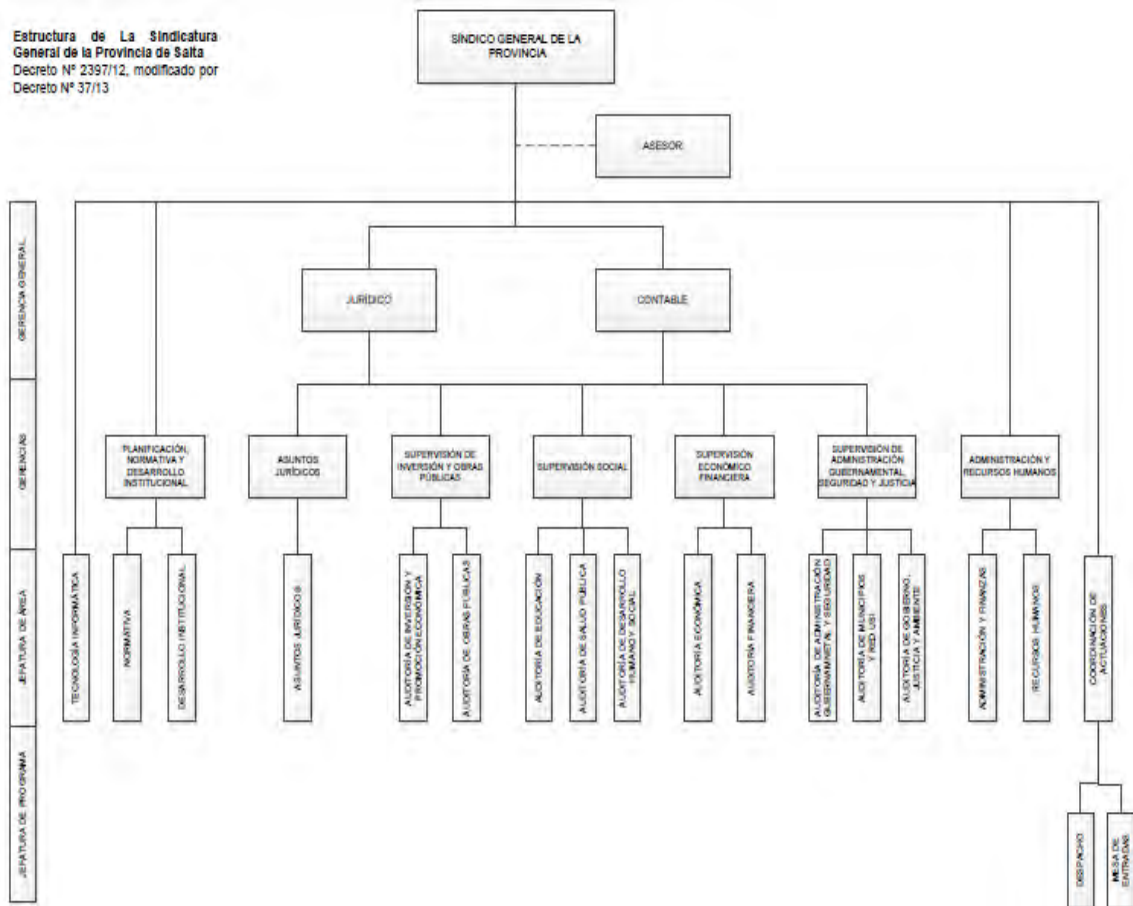 Estructura de La Sindicatura
General de la Provincia de Salta
Decreto Nº 2397/12, modificado por
Decreto Nº 37/13
SÍNDICO GENERAL DE LA
PROVINCIA
ASESOR
GERENCIA GENERAL
JURÍDICO
CONTABLE
GERENCIAS
PLANIFICACIÓN,
NORMATIVA Y
DESARROLLO
INSTITUCIONAL
ASUNTOS
JURÍDICOS
SUPERVISIÓN DE
INVERSIÓN Y OBRAS
PÚBLICAS
SUPERVISIÓN SOCIAL
SUPERVISIÓN
ECONÓMICO
FINANCIERA
SUPERVISIÓN DE
ADMINISTRACIÓN
GUBERNAMENTAL,
SEGURIDAD Y JUSTICIA
ADMINISTRACIÓN Y
RECURSOS HUMANOS
JEFATURA DE ÁREA
TECNOLOGÍA INFORMÁTICA
NORMATIVA
DESARROLLO INSTITUCIONAL
ASUNTOS JURÍDICOS
AUDITORÍA DE INVERSIÓN Y
PROMOCIÓN ECONÓMICA
AUDITORÍA DE OBRAS PÚBLICAS
AUDITORÍA DE EDUCACIÓN
AUDITORÍA DE SALUD PÚBLICA
AUDITORÍA DE DESARROLLO
HUMANO Y SOCIAL
AUDITORÍA ECONÓMICA
AUDITORÍA FINANCIERA
AUDITORÍA DE ADMINISTRACIÓN
GUBERNAMETAL Y SEGURIDAD
AUDITORÍA DE MUNICIPIOS
Y RED USI
AUDITORÍA DE GOBIERNO,
JUSTICIA Y AMBIENTE
ADMINISTRACIÓN Y FINANZAS
RECURSOS HUMANOS
COORDINACIÓN DE
ACTUACIONES
JEFATURA DE PROGRAMA
DESPACHO
MESA DE
ENTRADAS